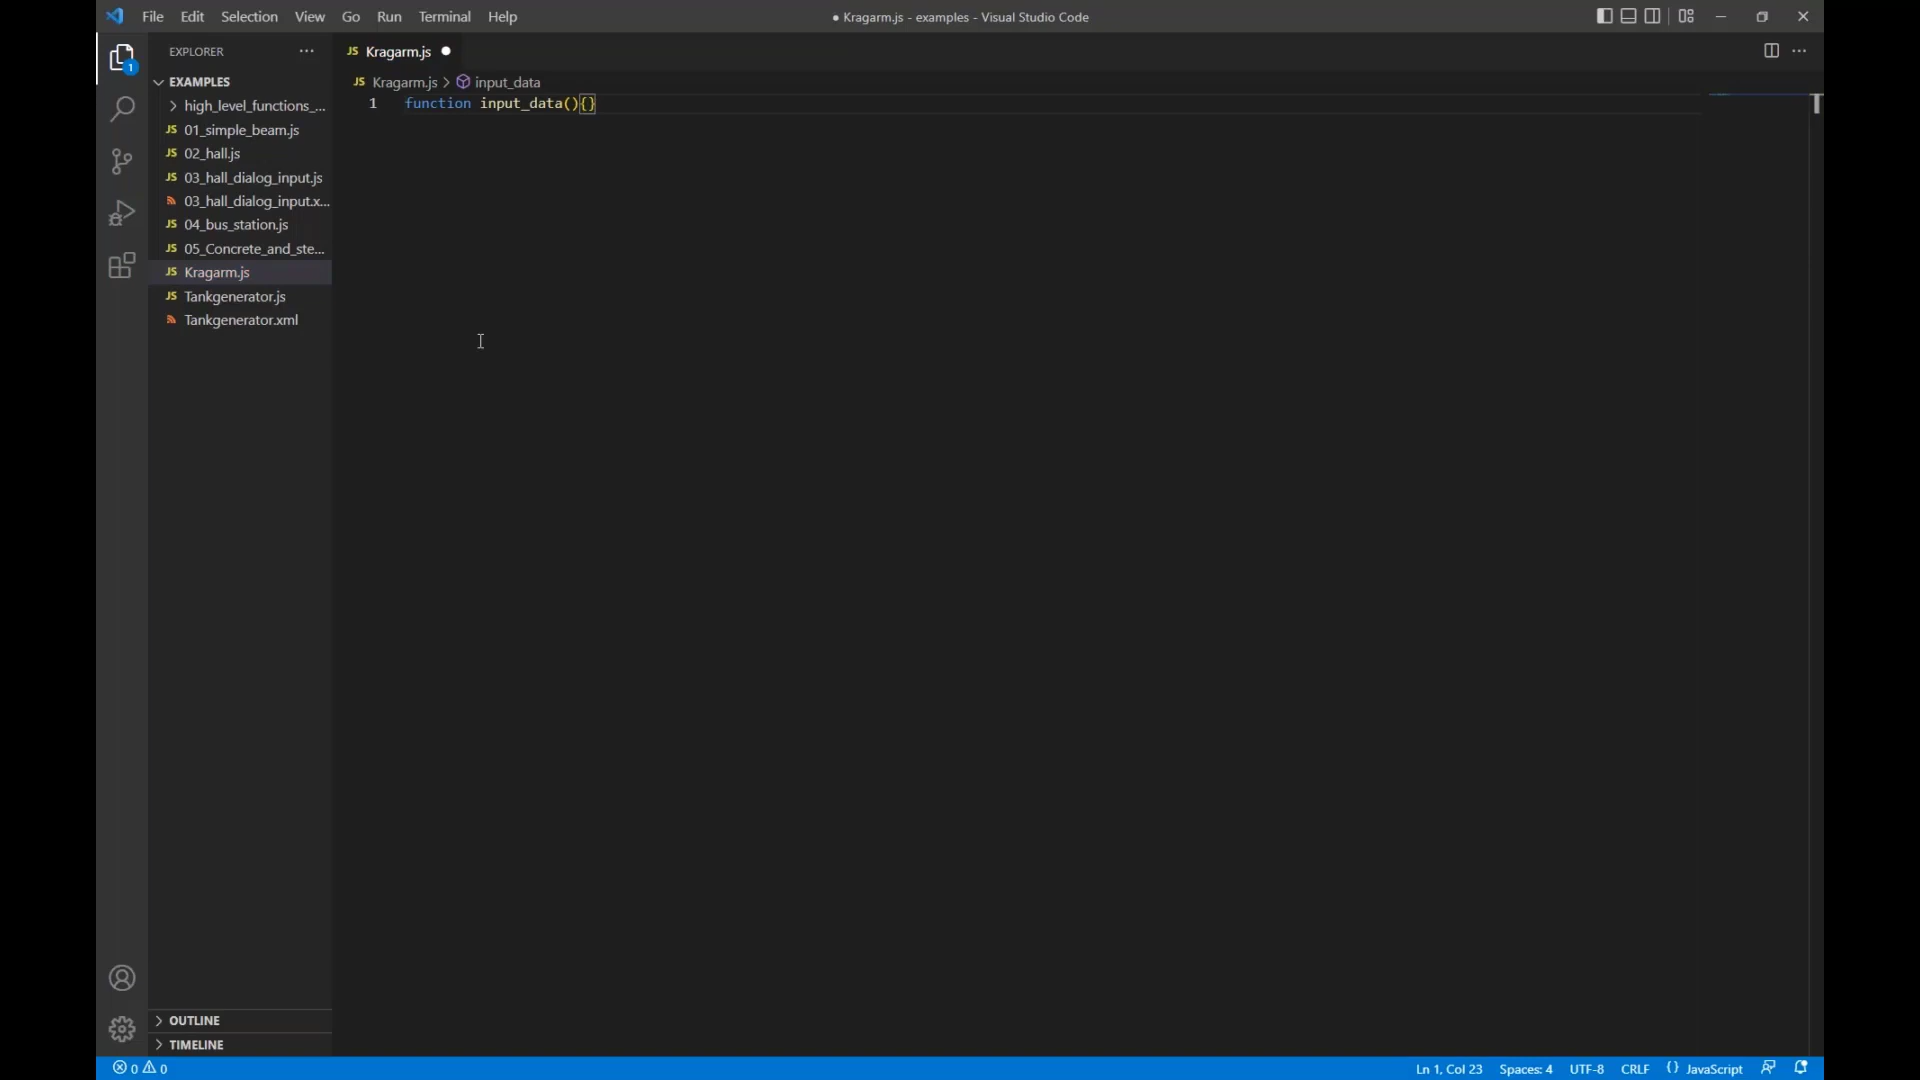 File Edit Selection View Go Run Terminal Help
● Kragarm.js - examples - Visual Studio Code
EXPLORER
JS Kragarm.js
1
EXAMPLES
JS Kragarm.js > input_data
1 function input_data(){}
high_level_functions_...
JS 01_simple_beam.js
JS 02_hall.js
JS 03_hall_dialog_input.js
03_hall_dialog_input.x...
JS 04_bus_station.js
JS 05_Concrete_and_ste...
JS Kragarm.js
JS Tankgenerator.js
Tankgenerator.xml
OUTLINE
TIMELINE
0 0
Ln 1, Col 23 Spaces: 4 UTF-8 CRLF {} JavaScript